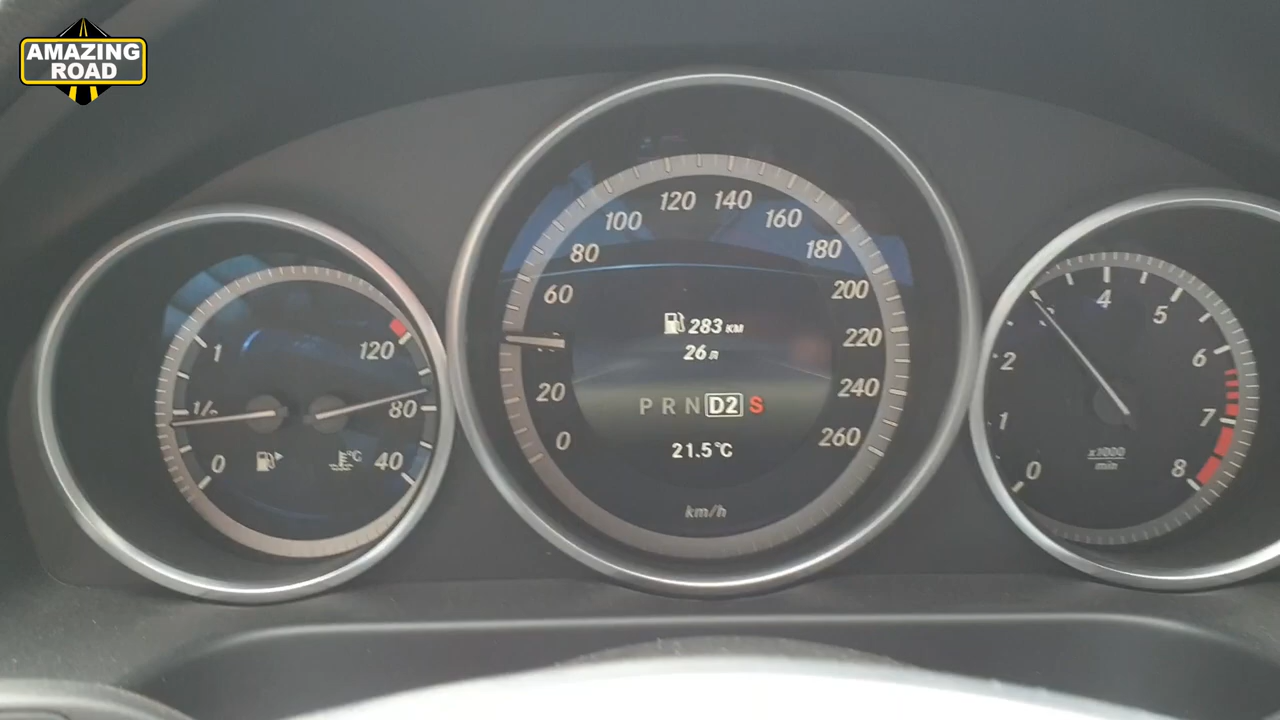 AMAZING
ROAD
120 140
100 160
80 180
60 200
283 км
220
26 л
20 240
P R N D2 S
0 260
21.5°C
km/h
1 120
1/2 80
0 °C 40
4
5
2 6
1 7
x1000
min
0 8